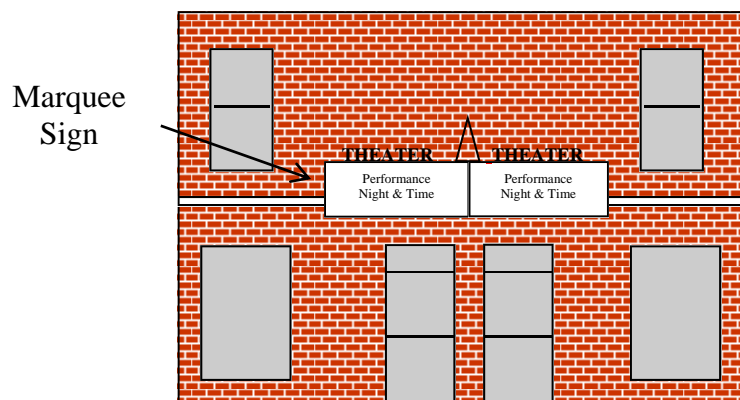 Marquee
Sign
THEATER THEATER
Performance
Night & Time
Performance
Night & Time